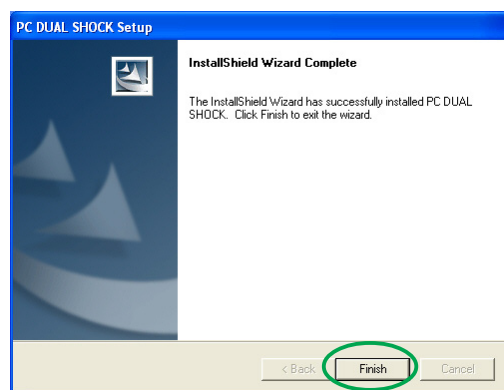 PC DUAL SHOCK Setup
InstallShield Wizard Complete
The InstallShield Wizard has successfully installed PC DUAL
SHOCK. Click Finish to exit the wizard.
< Back
Finish
Cancel